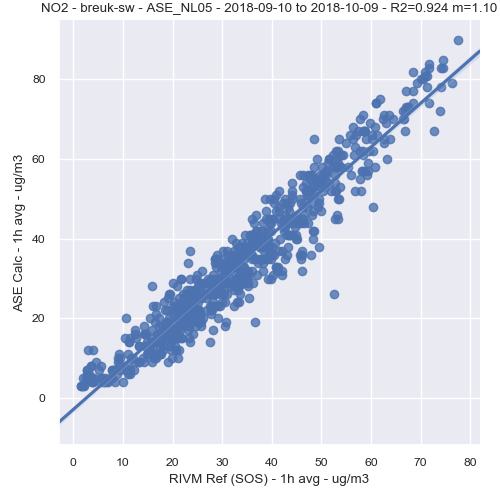 NO2 - breuk-sw - ASE_NL05 - 2018-09-10 to 2018-10-09 - R2=0.924 m=1.10
80
60
40
20
0
ASE Calc - 1h avg - ug/m3
0 10 20 30 40 50 60 70 80
RIVM Ref (SOS) - 1h avg - ug/m3